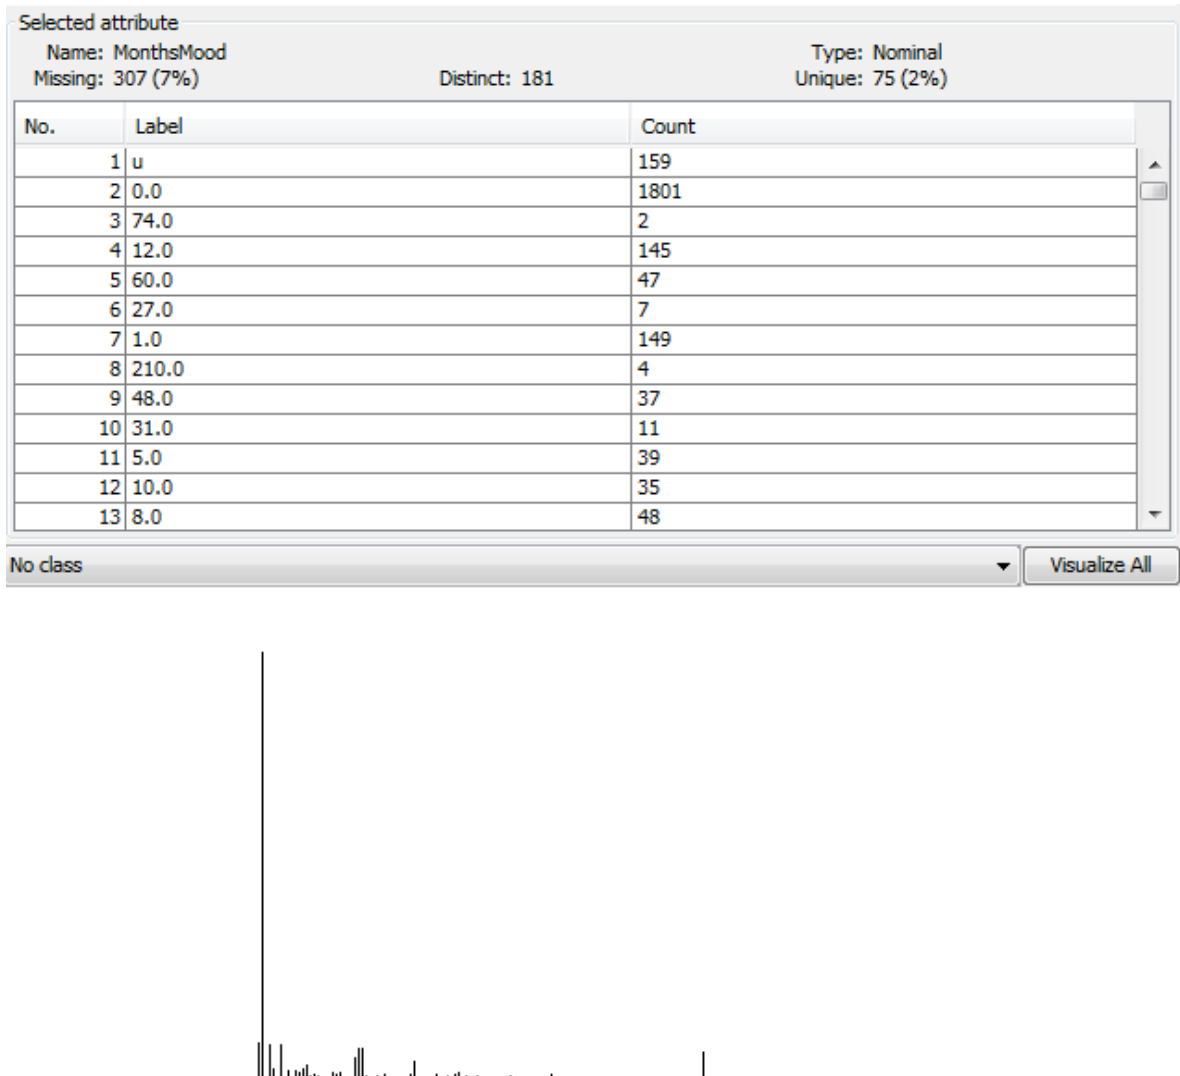 Selected attribute
Name: MonthsMood Type: Nominal
Missing: 307 (7%) Distinct: 181 Unique: 75 (2%)
No. Label Count
1 u 159
2 0.0 1801
3 74.0 2
4 12.0 145
5 60.0 47
6 27.0 7
7 1.0 149
8 210.0 4
9 48.0 37
10 31.0 11
11 5.0 39
12 10.0 35
13 8.0 48
No class Visualize All